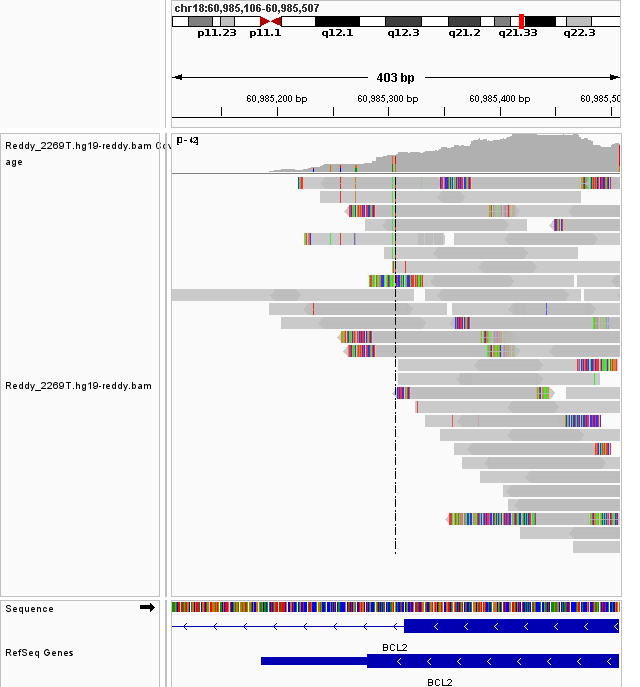 chr18:60,985,106-60,985,507
p11.23 p11.1 q12.1 q12.3 q21.2 q21.33 q22.3
403 bp
60,985,200 bp 60,985,300 bp 60,985,400 bp 60,985,50
Reddy_2269T.hg19-reddy.bam Cov
age
[0 - 42]
Reddy_2269T.hg19-reddy.bam
Sequence
RefSeq Genes
BCL2
BCL2